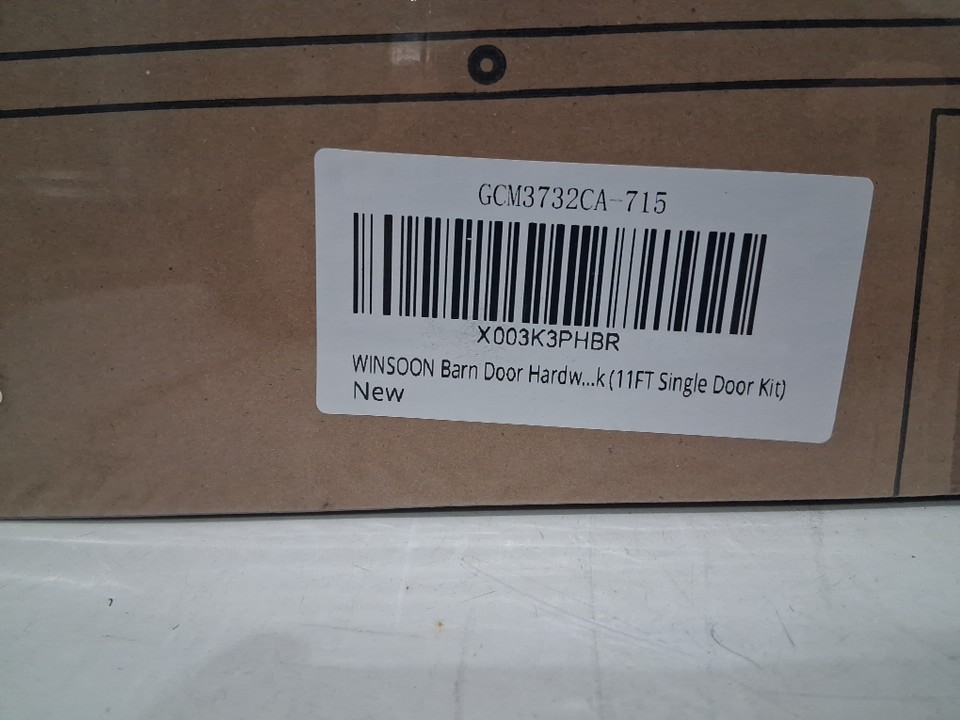 GCM3732CA-715
X003K3PHBR
WINSOON Barn Door Hardw...k (11FT Single Door Kit)
New